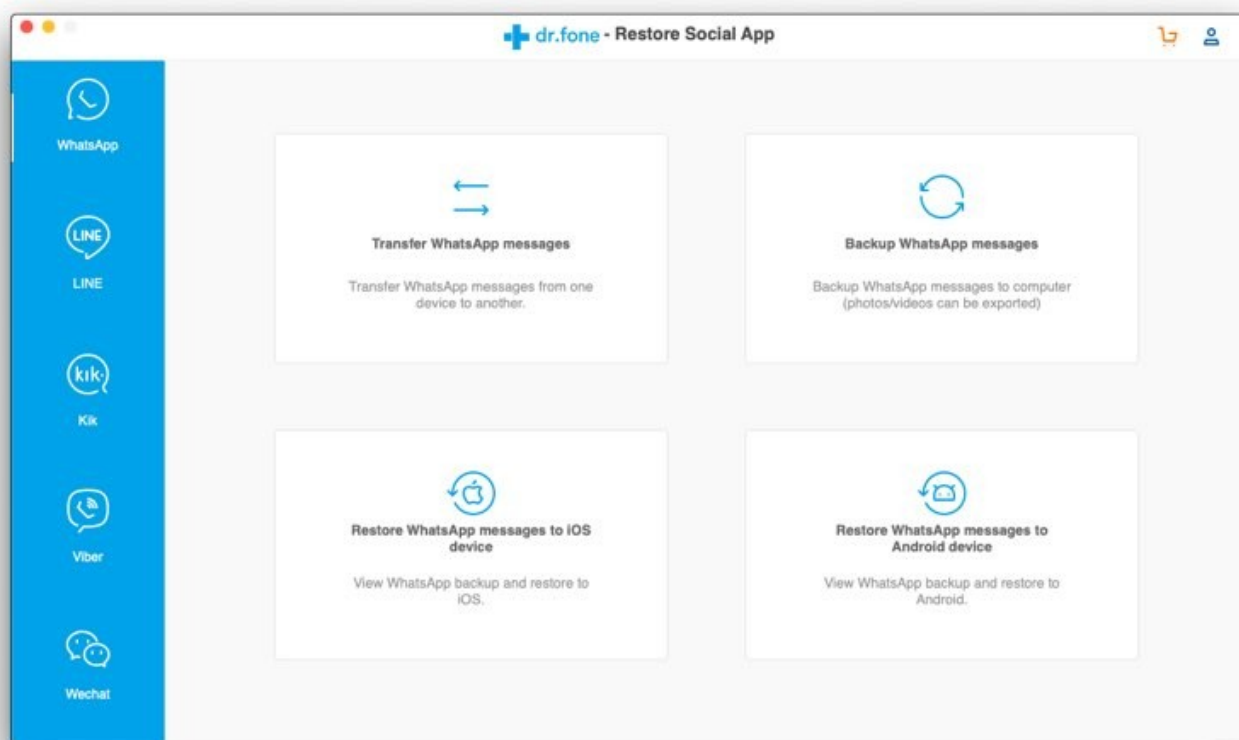 dr.fone - Restore Social App
WhatsApp
LINE
LINE
kik
Kik
Viber
Wechat
Transfer WhatsApp messages
Transfer WhatsApp messages from one
device to another.
Backup WhatsApp messages
Backup WhatsApp messages to computer
(photos/videos can be exported)
Restore WhatsApp messages to iOS
device
View WhatsApp backup and restore to
iOS.
Restore WhatsApp messages to
Android device
View WhatsApp backup and restore to
Android.